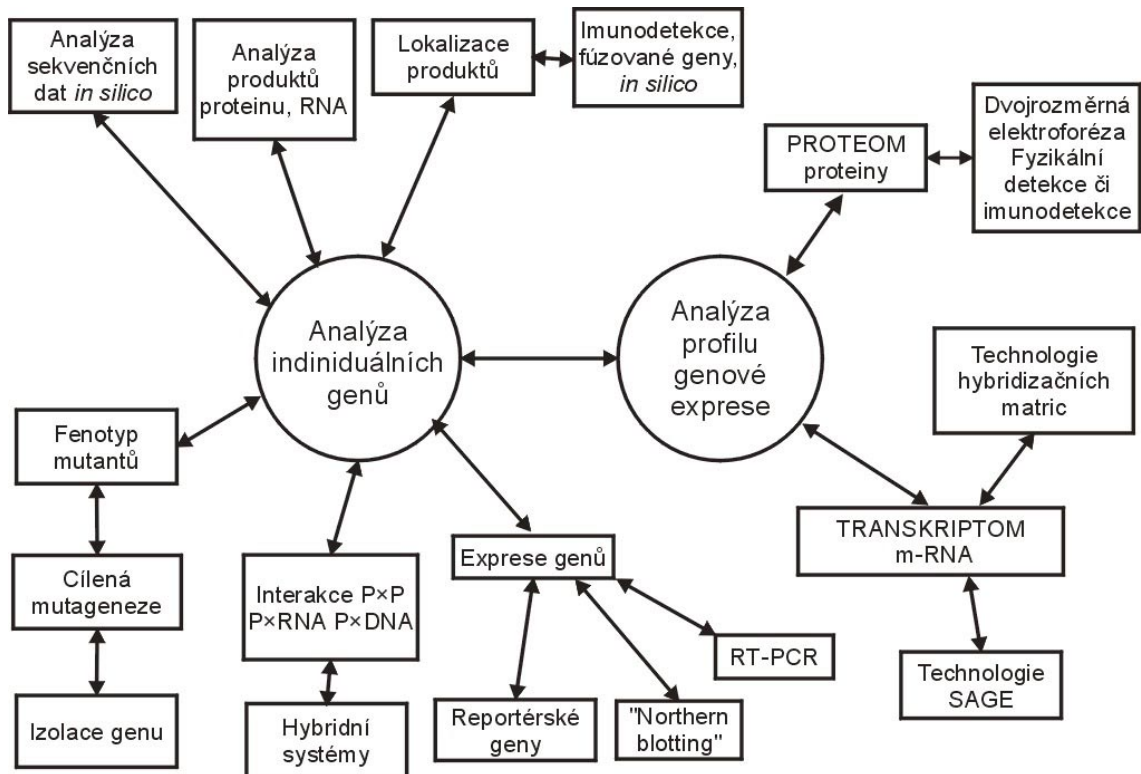 Analýza
sekvenčních
dat in silico
Analýza
produktů
proteinu, RNA
Lokalizace
produktů
Imunodetekce,
fúzované geny,
in silico
PROTEOM
proteiny
Dvojrozměrná
elektroforéza
Fyzikální
detekce či
imunodetekce
Analýza
indiniduálních
genů
Analýza
profilu
genové
exprese
Technologie
hybridizačních
matric
Fenotyp
mutantů
TRANSKRIPTOM
m-RNA
Exprese genů
Cílená
mutageneze
Interakce P×P
P×RNA P×DNA
RT-PCR
Technologie
SAGE
Izolace genu
Hybridní
systémy
Reportérské
geny
"Northern
blotting"